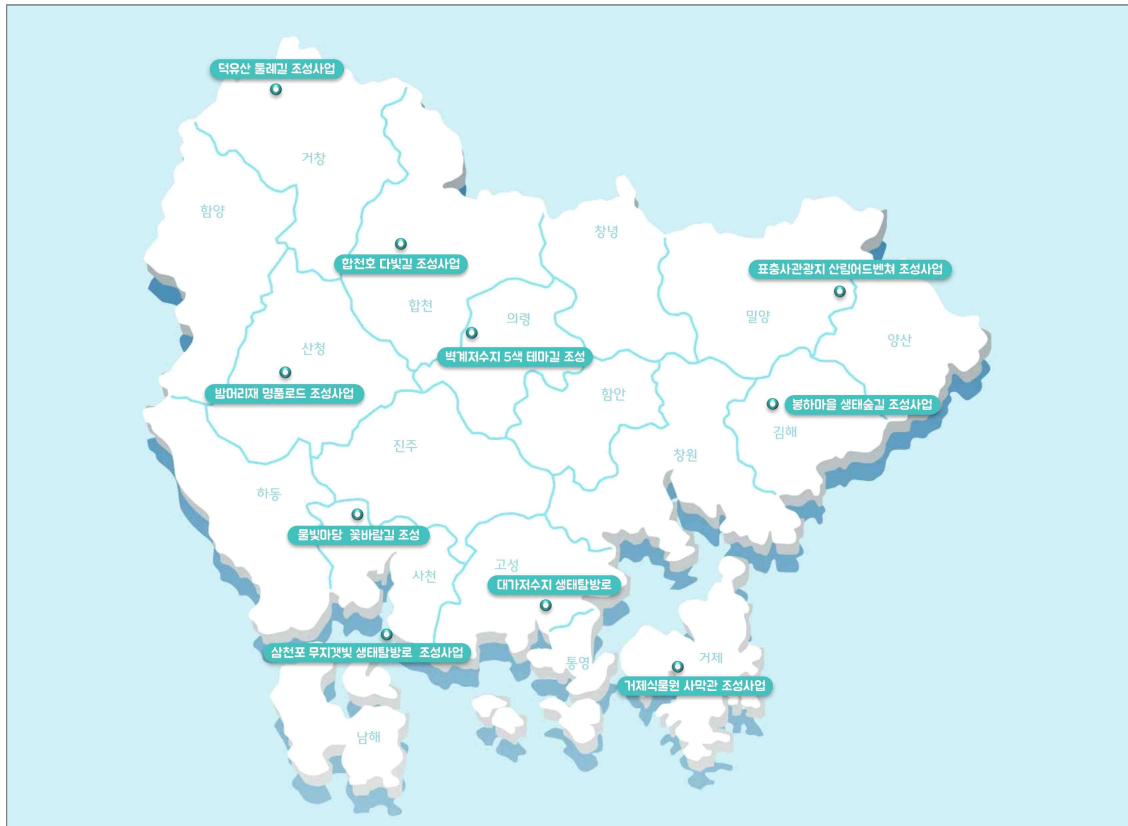 덕유산 둘레길 조성사업
거창
함양
창녕
합천호 다빛길 조성사업
표충사관광지 산림어드벤쳐 조성사업
합천
의령
밀양
양산
산청
벽계저수지 5색 테마길 조성
밤머리재 명품로드 조성사업
함안
봉하마을 생태숲길 조성사업
김해
진주
창원
하동
물빛마당 꽃바람길 조성
고성
사천
대가저수지 생태탐방로
삼천포 무지갯빛 생태탐방로 조성사업
통영
거제
거제식물원 사막관 조성사업
남해